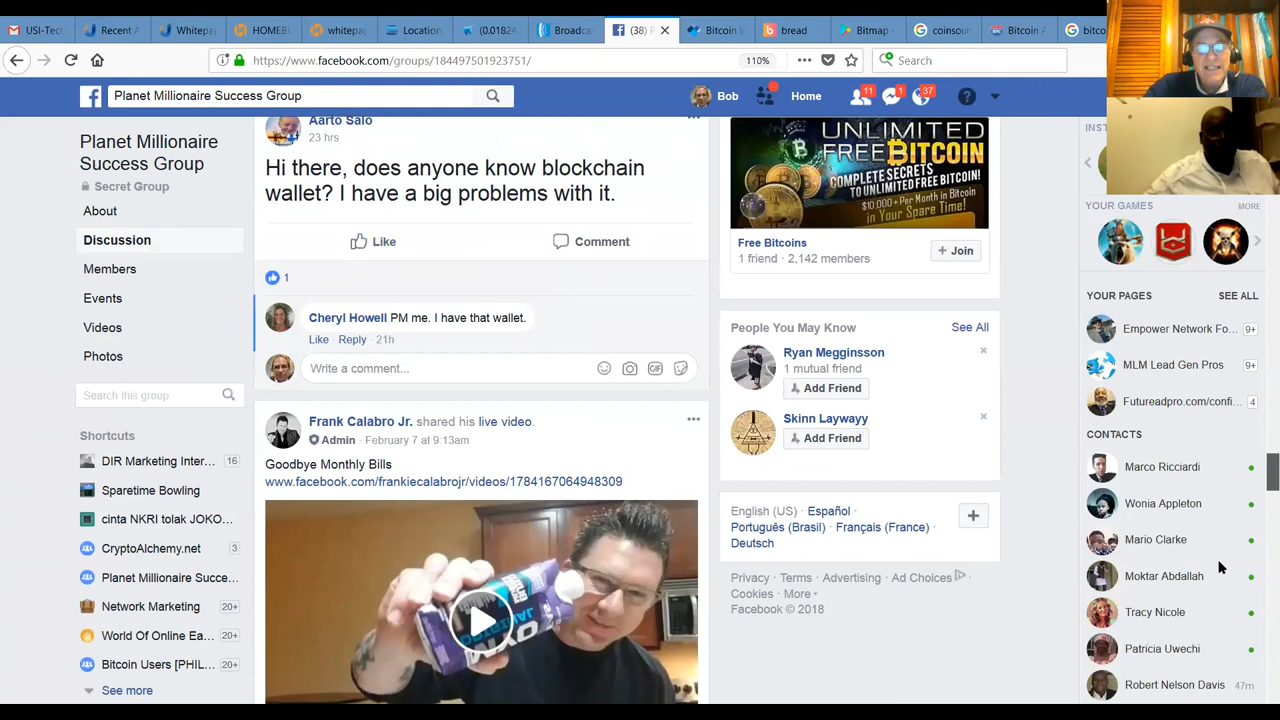 USI-Tech
Recent A
Whitepap
HOMEBL
whitepap
Locatio
(0.01824
Broadca
(38) P
Bitcoin W
bread
Bitmap
coinsour
Bitcoin A
bitco
https://www.facebook.com/groups/184497501923751/
110%
Search
Planet Millionaire Success Group
Bob
Home
11
1
37
Planet Millionaire
Success Group
Secret Group
About
Discussion
Members
Events
Videos
Photos
Search this group
Shortcuts
DIR Marketing Inter... 16
Sparetime Bowling
cinta NKRI tolak JOKO...
CryptoAlchemy.net 3
Planet Millionaire Succe...
Network Marketing 20+
World Of Online Ea... 20+
Bitcoin Users [PHIL... 20+
See more
Aarto Salo
23 hrs
Hi there, does anyone know blockchain
wallet? I have a big problems with it.
Like Comment
1
Cheryl Howell PM me. I have that wallet.
Like · Reply · 21h
Write a comment...
GIF
Frank Calabro Jr. shared his live video.
Admin · February 7 at 9:13am
Goodbye Monthly Bills
www.facebook.com/frankiecalabrojr/videos/1784167064948309
UNLIMITED
FREE BITCOIN
COMPLETE SECRETS
TO UNLIMITED FREE BITCOIN!
$10,000+ Per Month in Bitcoin
in Your Spare Time!
Free Bitcoins
1 friend · 2,142 members
+ Join
People You May Know
See All
Ryan Megginsson
1 mutual friend
Add Friend
Skinn Laywayy
Add Friend
English (US) · Español ·
Português (Brasil) · Français (France) ·
Deutsch
Privacy · Terms · Advertising · Ad Choices
Cookies · More
Facebook © 2018
INST
YOUR GAMES
MORE
YOUR PAGES
SEE ALL
Empower Network Fo... 9+
MLM Lead Gen Pros 9+
Futureadpro.com/confi... 4
CONTACTS
Marco Ricciardi
Wonia Appleton
Mario Clarke
Moktar Abdallah
Tracy Nicole
Patricia Uwechi
Robert Nelson Davis 47m